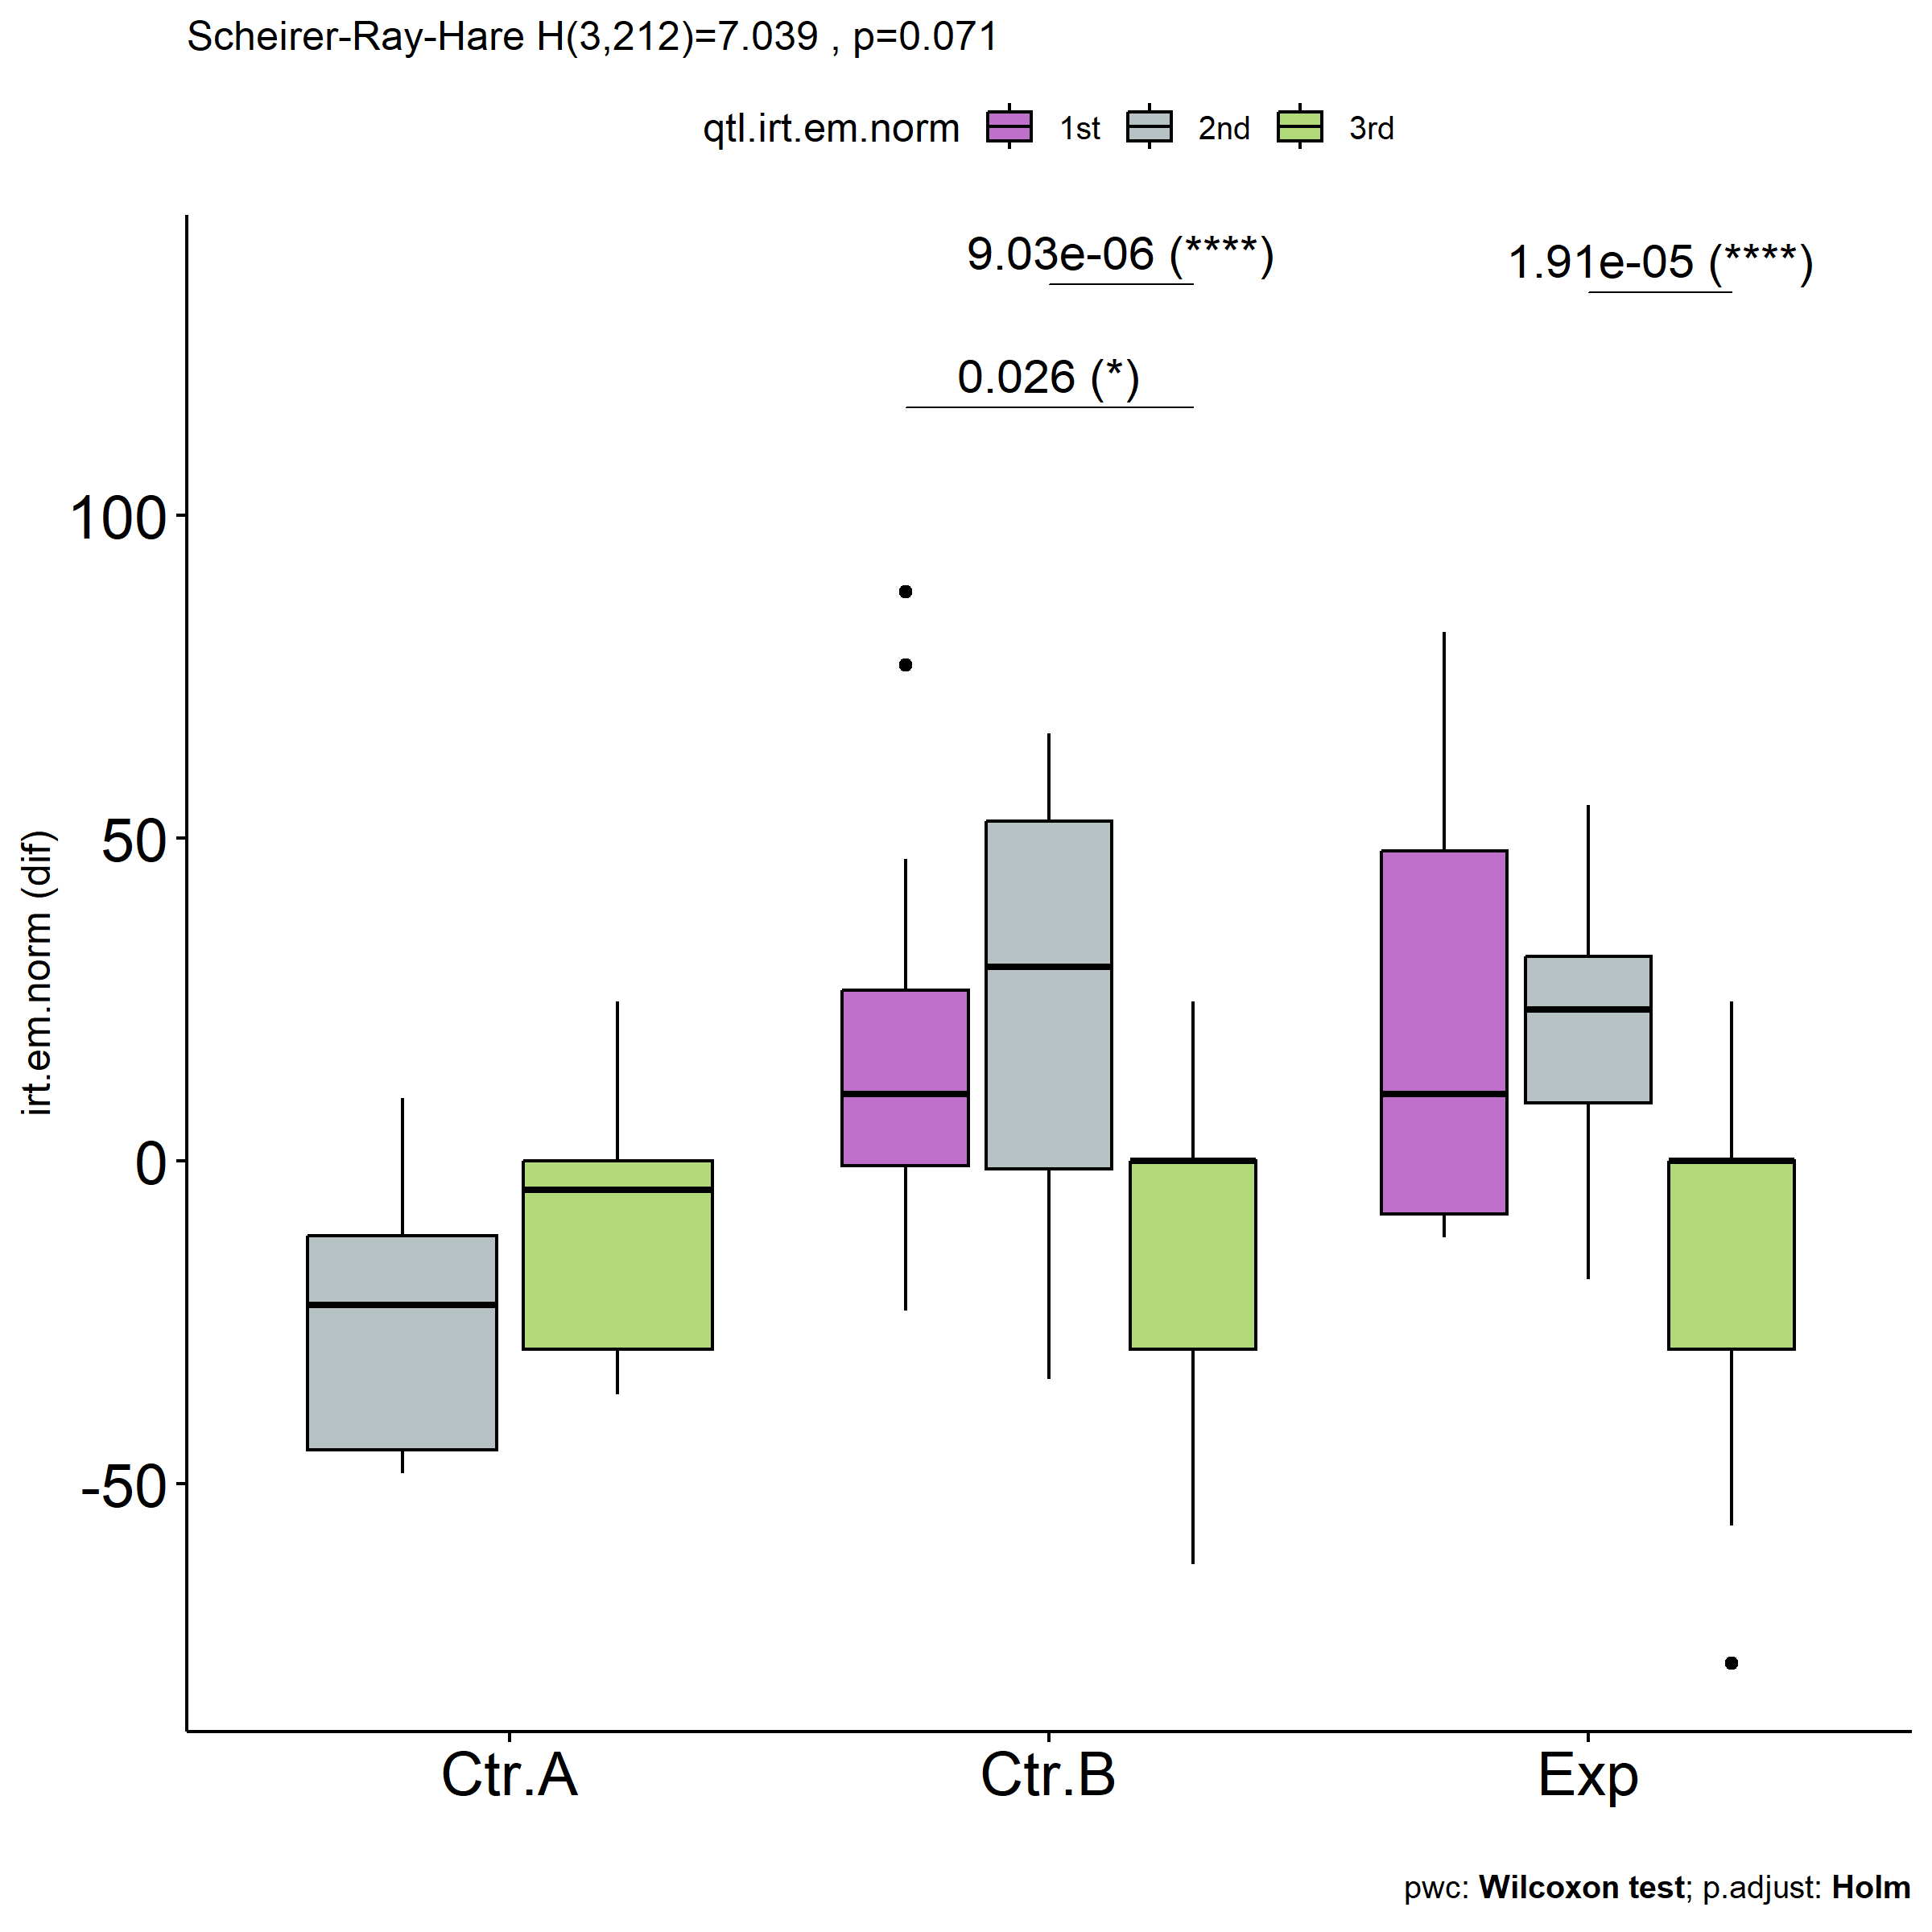 Scheirer-Ray-Hare H(3,212)=7.039 , p=0.071
qtl.irt.em.norm 1st 2nd 3rd
9.03e-06 (****)
1.91e-05 (****)
0.026 (*)
100
50
0
-50
irt.em.norm (dif)
Ctr.A Ctr.B Exp
pwc: Wilcoxon test; p.adjust: Holm